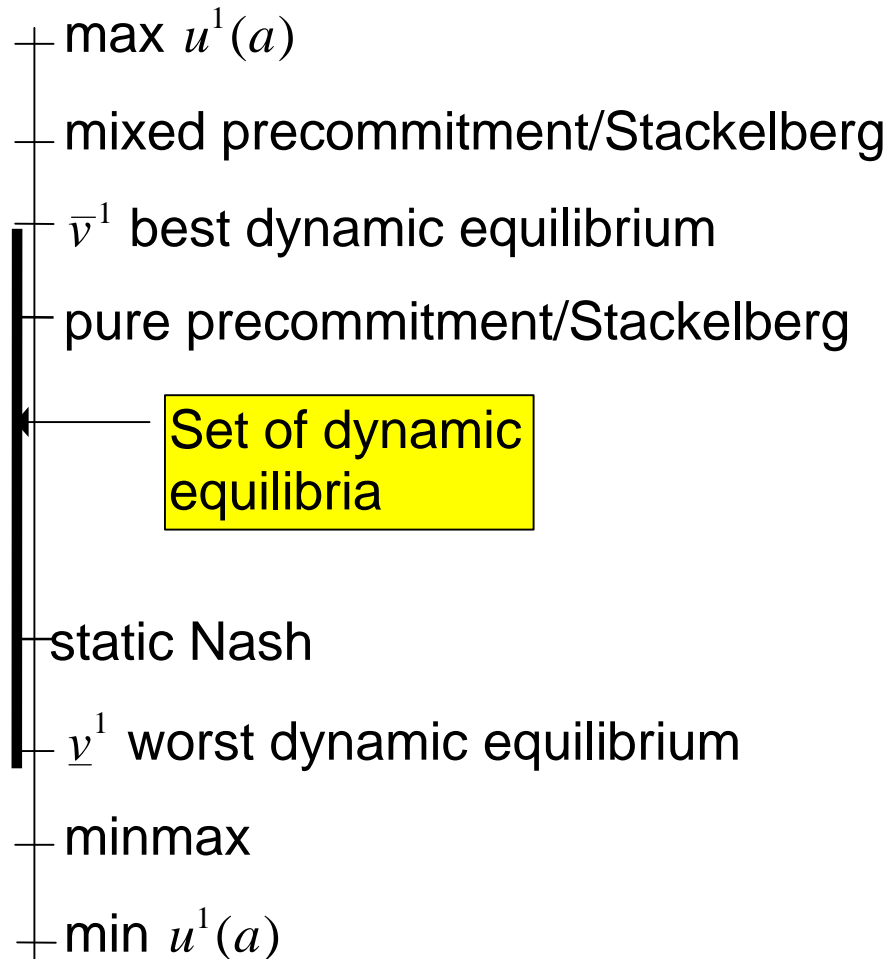 max u¹(a)
mixed precommitment/Stackelberg
v̅¹ best dynamic equilibrium
pure precommitment/Stackelberg
Set of dynamic
equilibria
static Nash
v̲¹ worst dynamic equilibrium
minmax
min u¹(a)